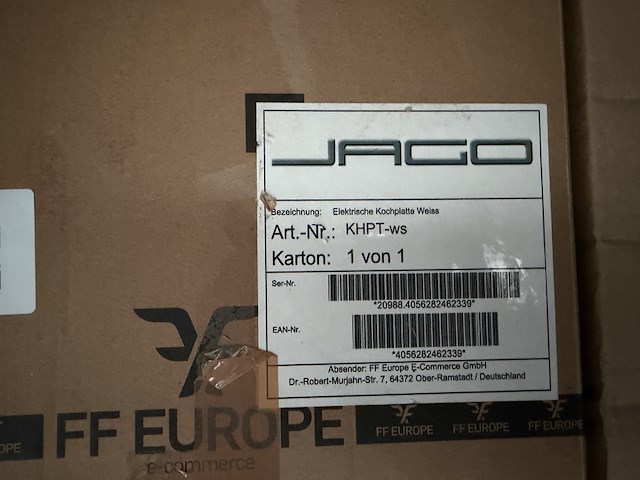 JAGO
Bezeichnung: Elektrische Kochplatte Weiss
Art.-Nr.: KHPT-ws
Karton: 1 von 1
Ser-Nr.
*20988.4056282462339*
EAN-Nr.
*4056282462339*
Absender: FF Europe E-Commerce GmbH
Dr.-Robert-Murjahn-Str. 7, 64372 Ober-Ramstadt / Deutschland
OPE
FF EUROPE
e-commerce
FF EUROPE
FF EUROPE
FF EUROPE